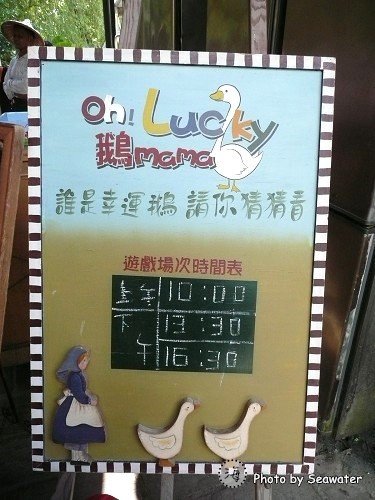 Oh! Lucky
鵝mama
誰是幸運鵝 請你猜猜看
遊戲場次時間表
上午 10:00
下 13:30
午 16:30
Photo by Seawater